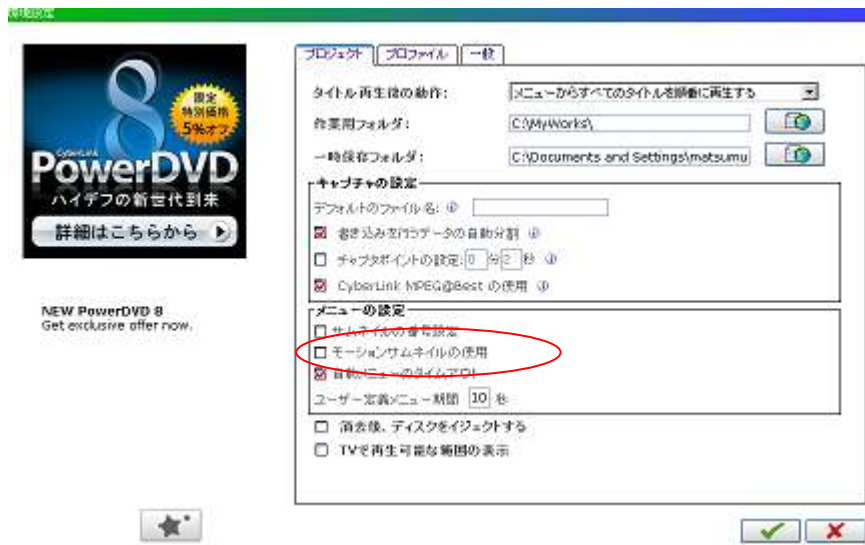 環境設定
プロジェクト プロファイル 一般
限定
特別価格
5%オフ
CyberLink
PowerDVD
ハイデフの新世代到来
詳細はこちらから
NEW PowerDVD 8
Get exclusive offer now.
タイトル再生後の動作: メニューからすべてのタイトルを順番に再生する
作業用フォルダ: C:\MyWorks\
一時保存フォルダ: C:\Documents and Settings\matsumu
キャプチャの設定
デフォルトのファイル名:
書き込みを行うデータの自動分割
チャプタポイントの設定: 0 分 2 秒
CyberLink MPEG@Best の使用
メニューの設定
サムネイルの番号設定
モーションサムネイルの使用
自動メニューのタイムアウト
ユーザー定義メニュー期間 10 秒
消去後、ディスクをイジェクトする
TVで再生可能な範囲の表示